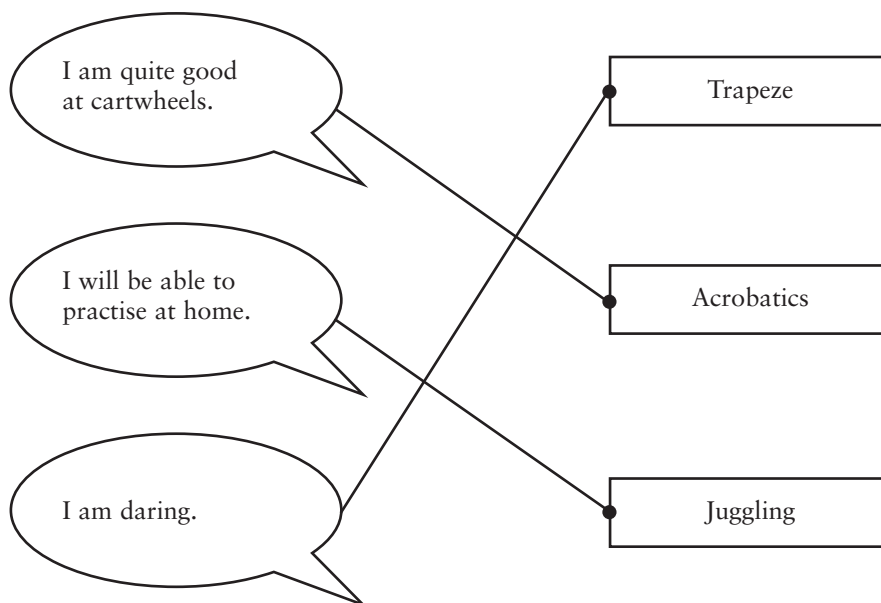 I am quite good
at cartwheels.
Trapeze
I will be able to
practise at home.
Acrobatics
I am daring.
Juggling